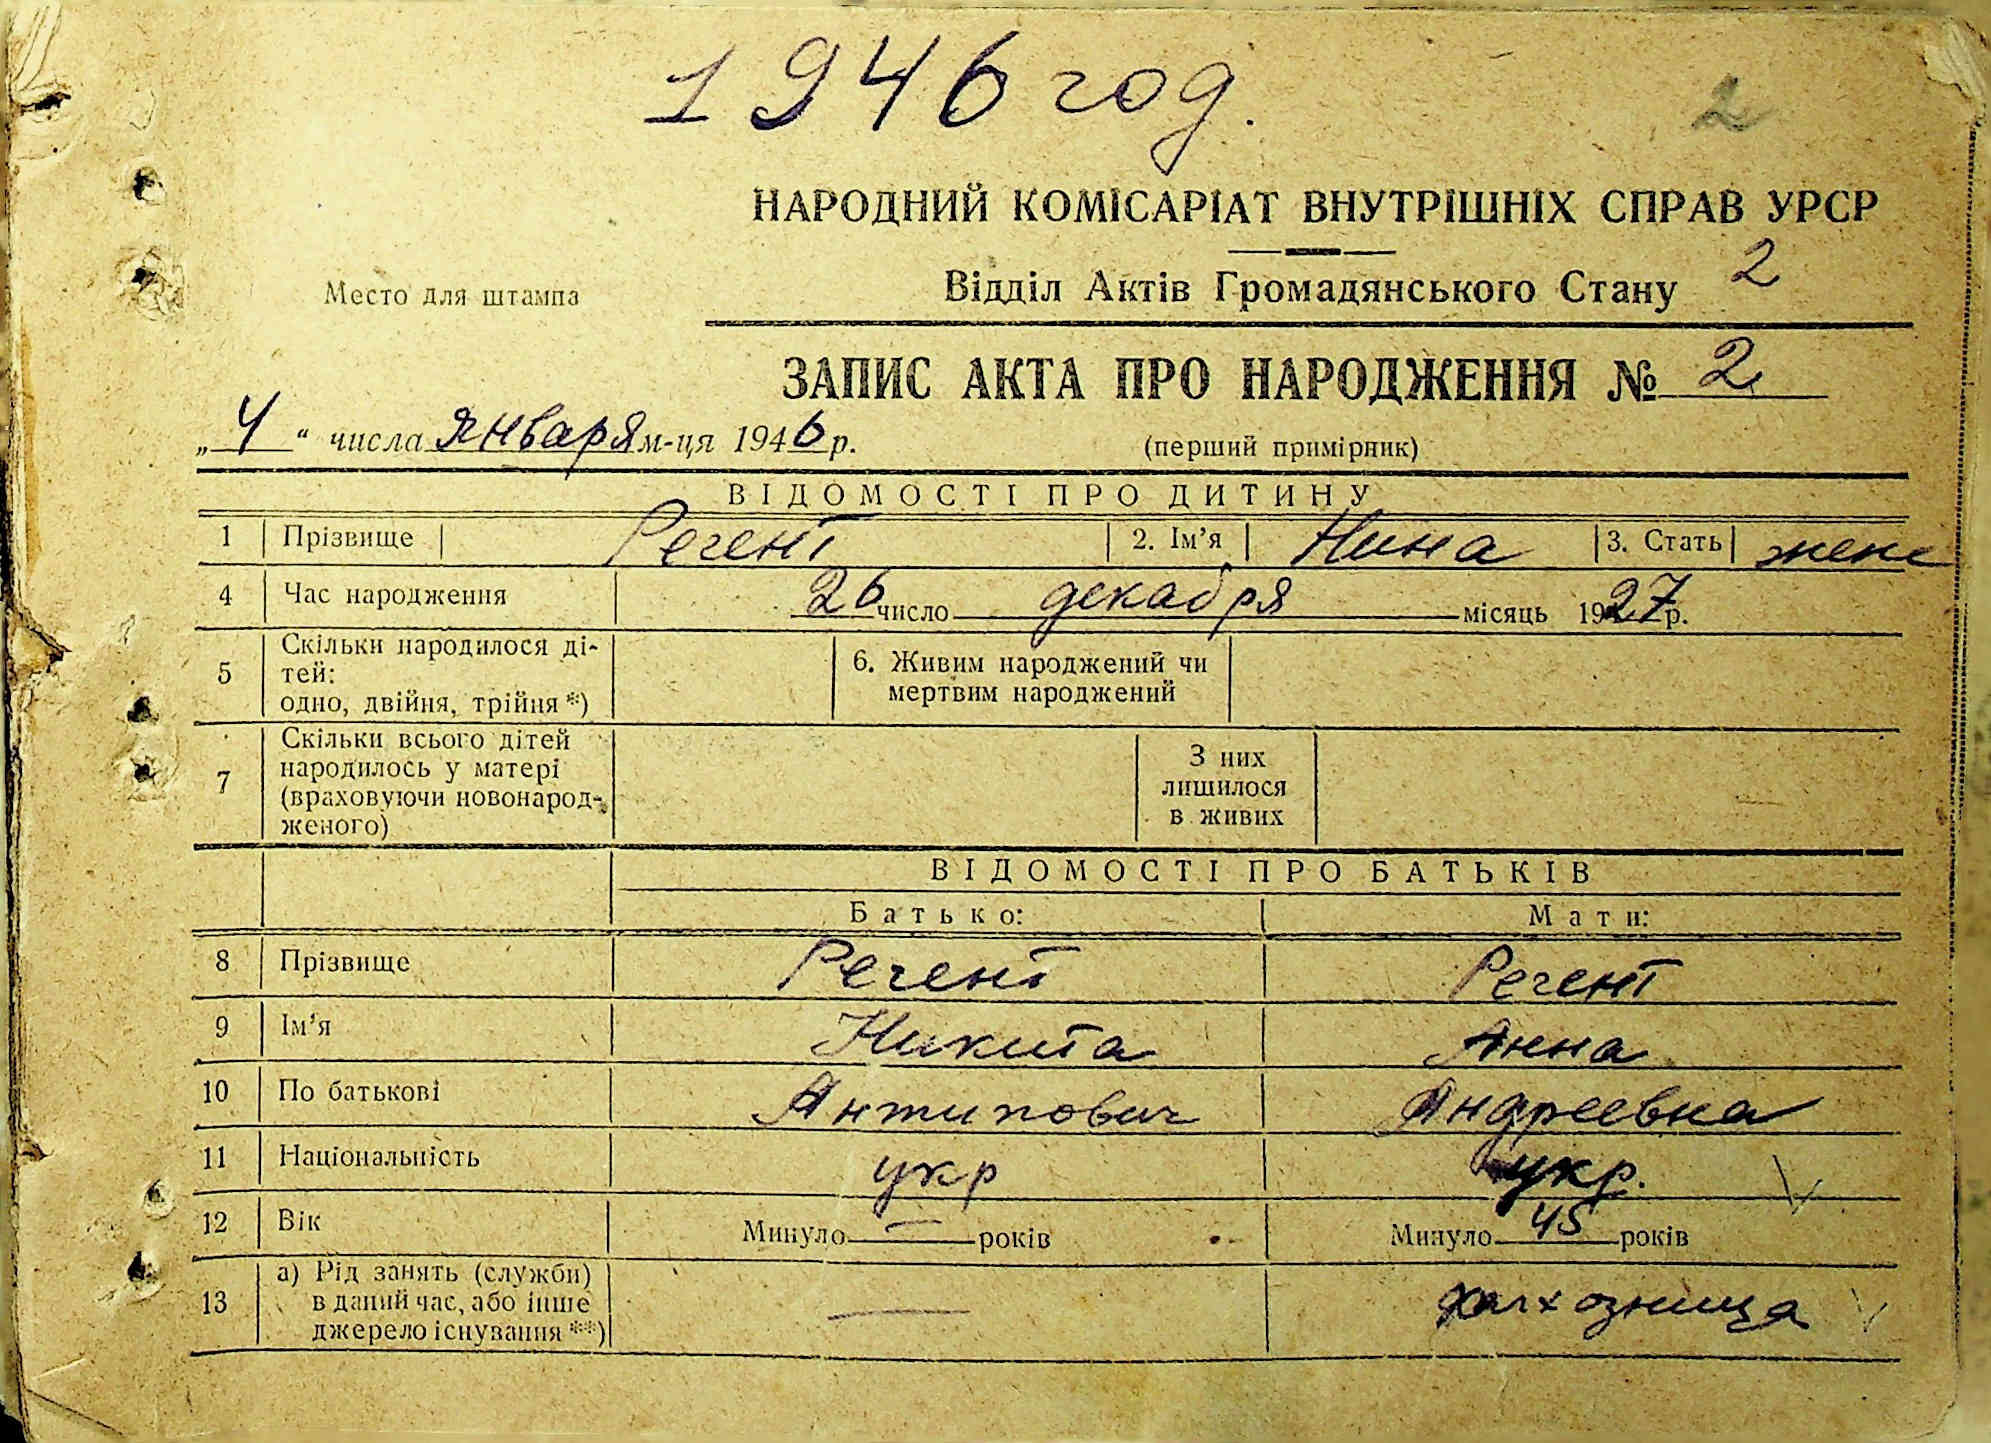 1946 год.
2
НАРОДНИЙ КОМІСАРІАТ ВНУТРІШНІХ СПРАВ УРСР
Место для штампа
Відділ Актів Громадянського Стану 2
ЗАПИС АКТА ПРО НАРОДЖЕННЯ № 2
„4“ числа января м-ця 1946 р.
(перший примірник)
ВІДОМОСТІ ПРО ДИТИНУ
1 Прізвище Регент 2. Ім’я Нина 3. Стать женс
4 Час народження 26 число декабря місяць 1927 р.
5 Скільки народилося ді-
тей:
одно, двійня, трійня *)
6. Живим народжений чи
мертвим народжений
7 Скільки всього дітей
народилось у матері
(враховуючи новонарод-
женого)
З них
лишилося
в живих
ВІДОМОСТІ ПРО БАТЬКІВ
Батько: Мати:
8 Прізвище Регент Регент
9 Ім’я Никита Анна
10 По батькові Антипович Андреевна
11 Національність укр укр.
12 Вік Минуло — років Минуло 45 років
13 а) Рід занять (служби)
в даний час, або інше
джерело існування **)
— колхозница